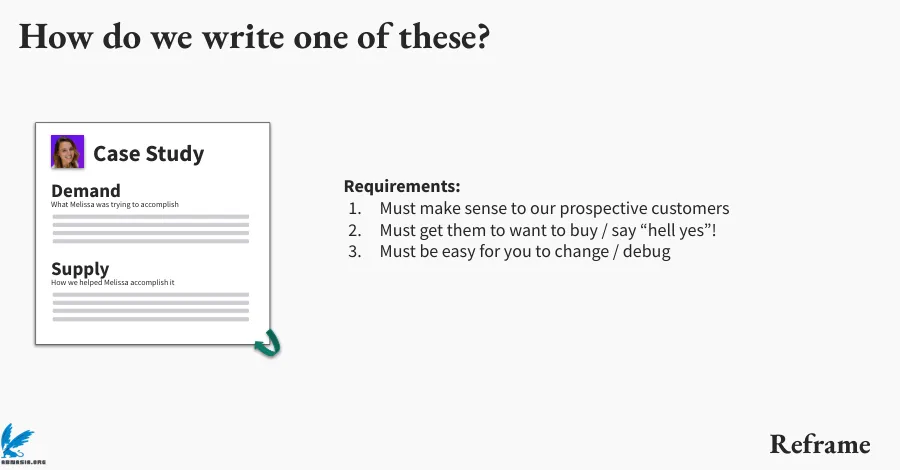 How do we write one of these?
Case Study
Demand
What Melissa was trying to accomplish
Supply
How we helped Melissa accomplish it
Requirements:
1. Must make sense to our prospective customers
2. Must get them to want to buy / say “hell yes”!
3. Must be easy for you to change / debug
Reframe